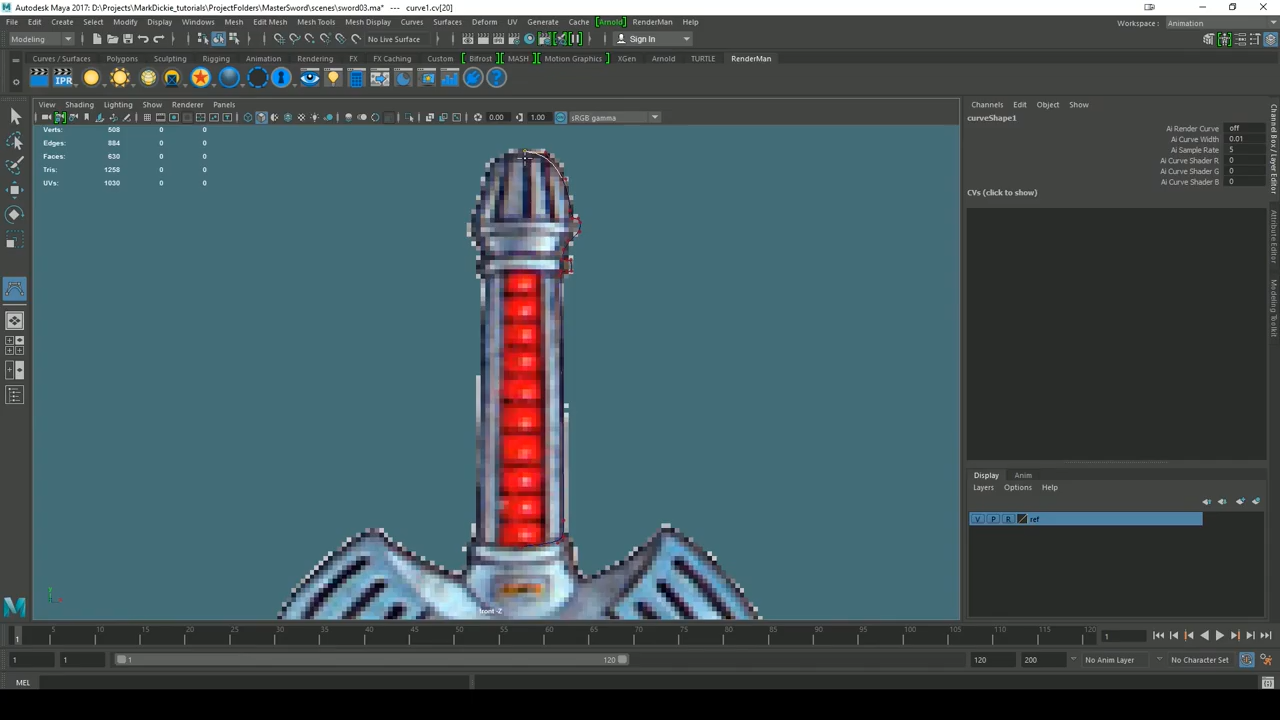 Autodesk Maya 2017: D:\Projects\MarkDickie_tutorials\ProjectFolders\MasterSword\scenes\sword03.ma* --- curve1.cv[20]
File Edit Create Select Modify Display Windows Mesh Edit Mesh Mesh Tools Mesh Display Curves Surfaces Deform UV Generate Cache Arnold RenderMan Help
Workspace : Animation
Modeling No Live Surface Sign In
Curves / Surfaces Polygons Sculpting Rigging Animation Rendering FX FX Caching Custom Bifrost MASH Motion Graphics XGen Arnold TURTLE RenderMan
IPR
View Shading Lighting Show Renderer Panels
0.00 1.00 sRGB gamma
Verts: 508 0 0
Edges: 884 0 0
Faces: 630 0 0
Tris: 1258 0 0
UVs: 1030 0 0
front -Z
Channels Edit Object Show
curveShape1
Ai Render Curve off
Ai Curve Width 0.01
Ai Sample Rate 5
Ai Curve Shader R 0
Ai Curve Shader G 0
Ai Curve Shader B 0
CVs (click to show)
Channel Box / Layer Editor
Attribute Editor
Modeling Toolkit
Display Anim
Layers Options Help
V P R ref
1 5 10 15 20 25 30 35 40 45 50 55 60 65 70 75 80 85 90 95 100 105 110 115 120 1
1 1 1 120 120 200 No Anim Layer No Character Set
MEL